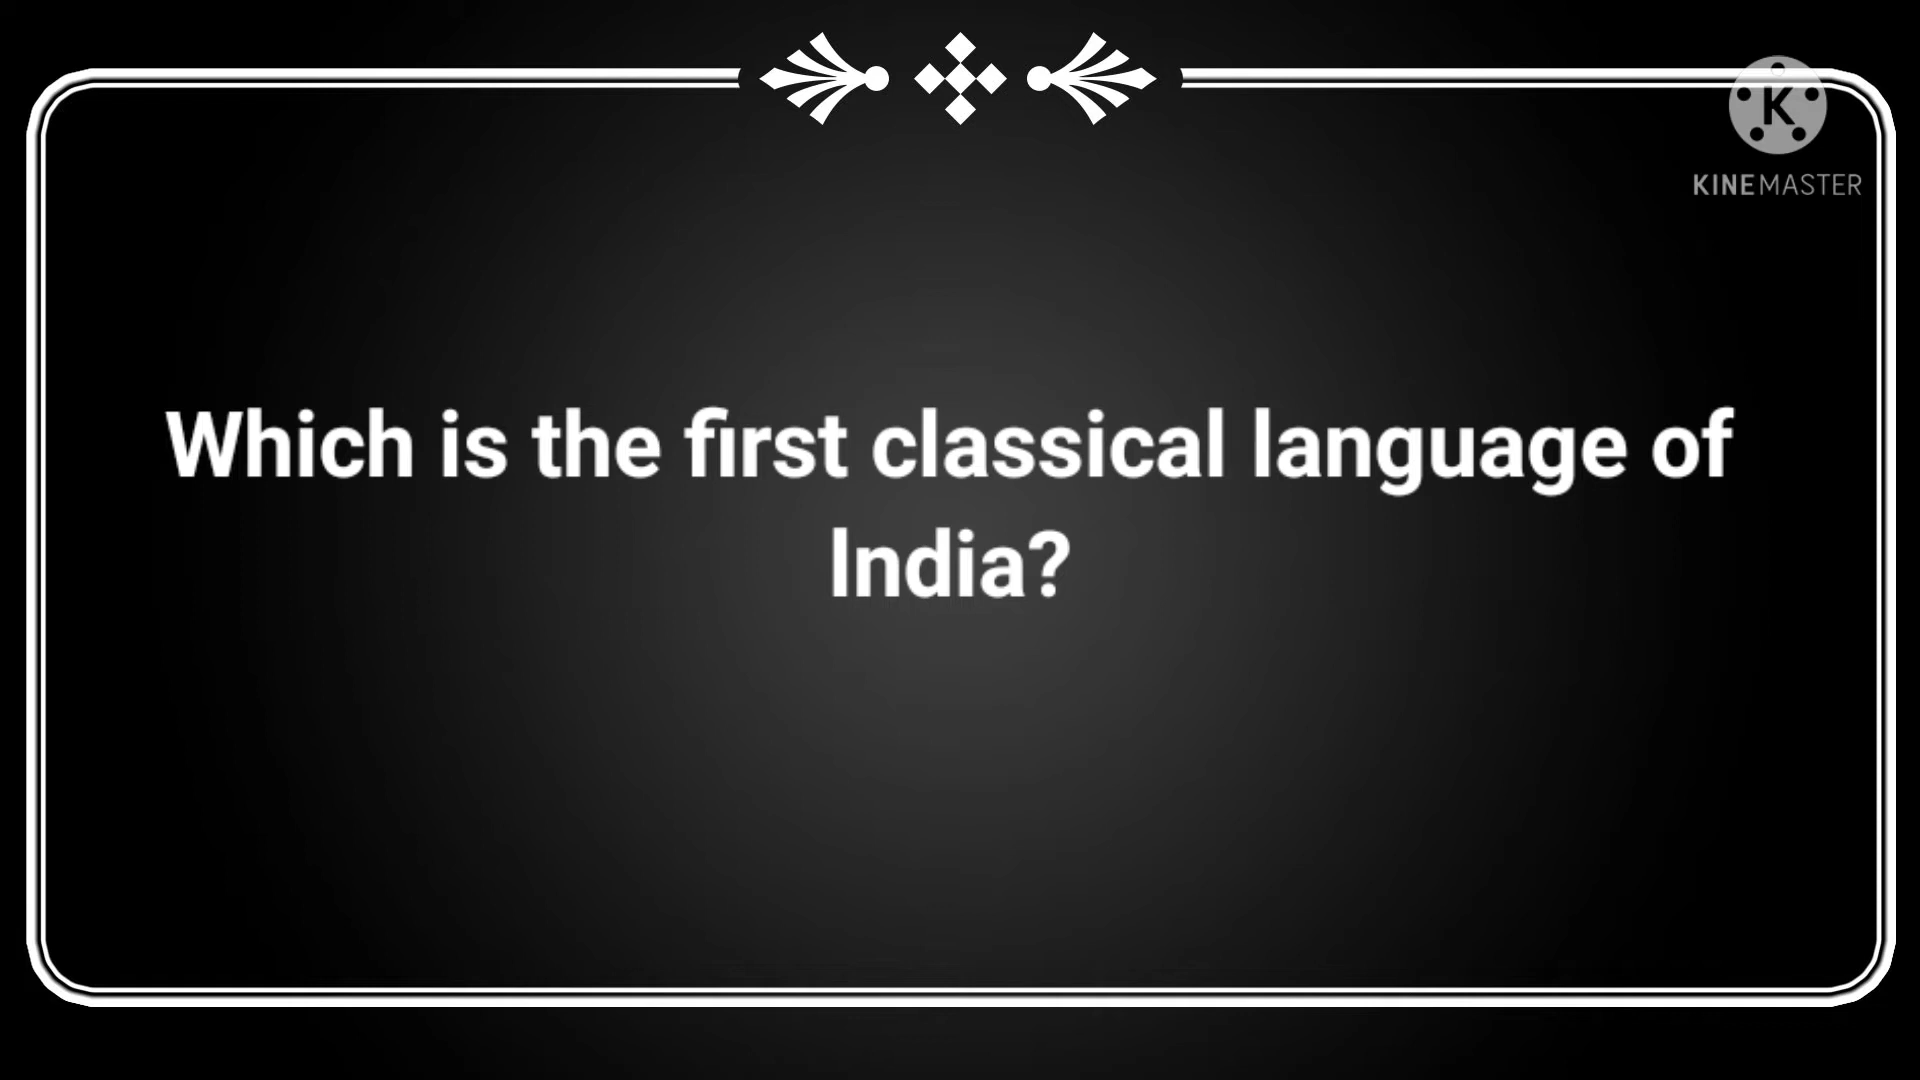 KINEMASTER
Which is the first classical language of
India?